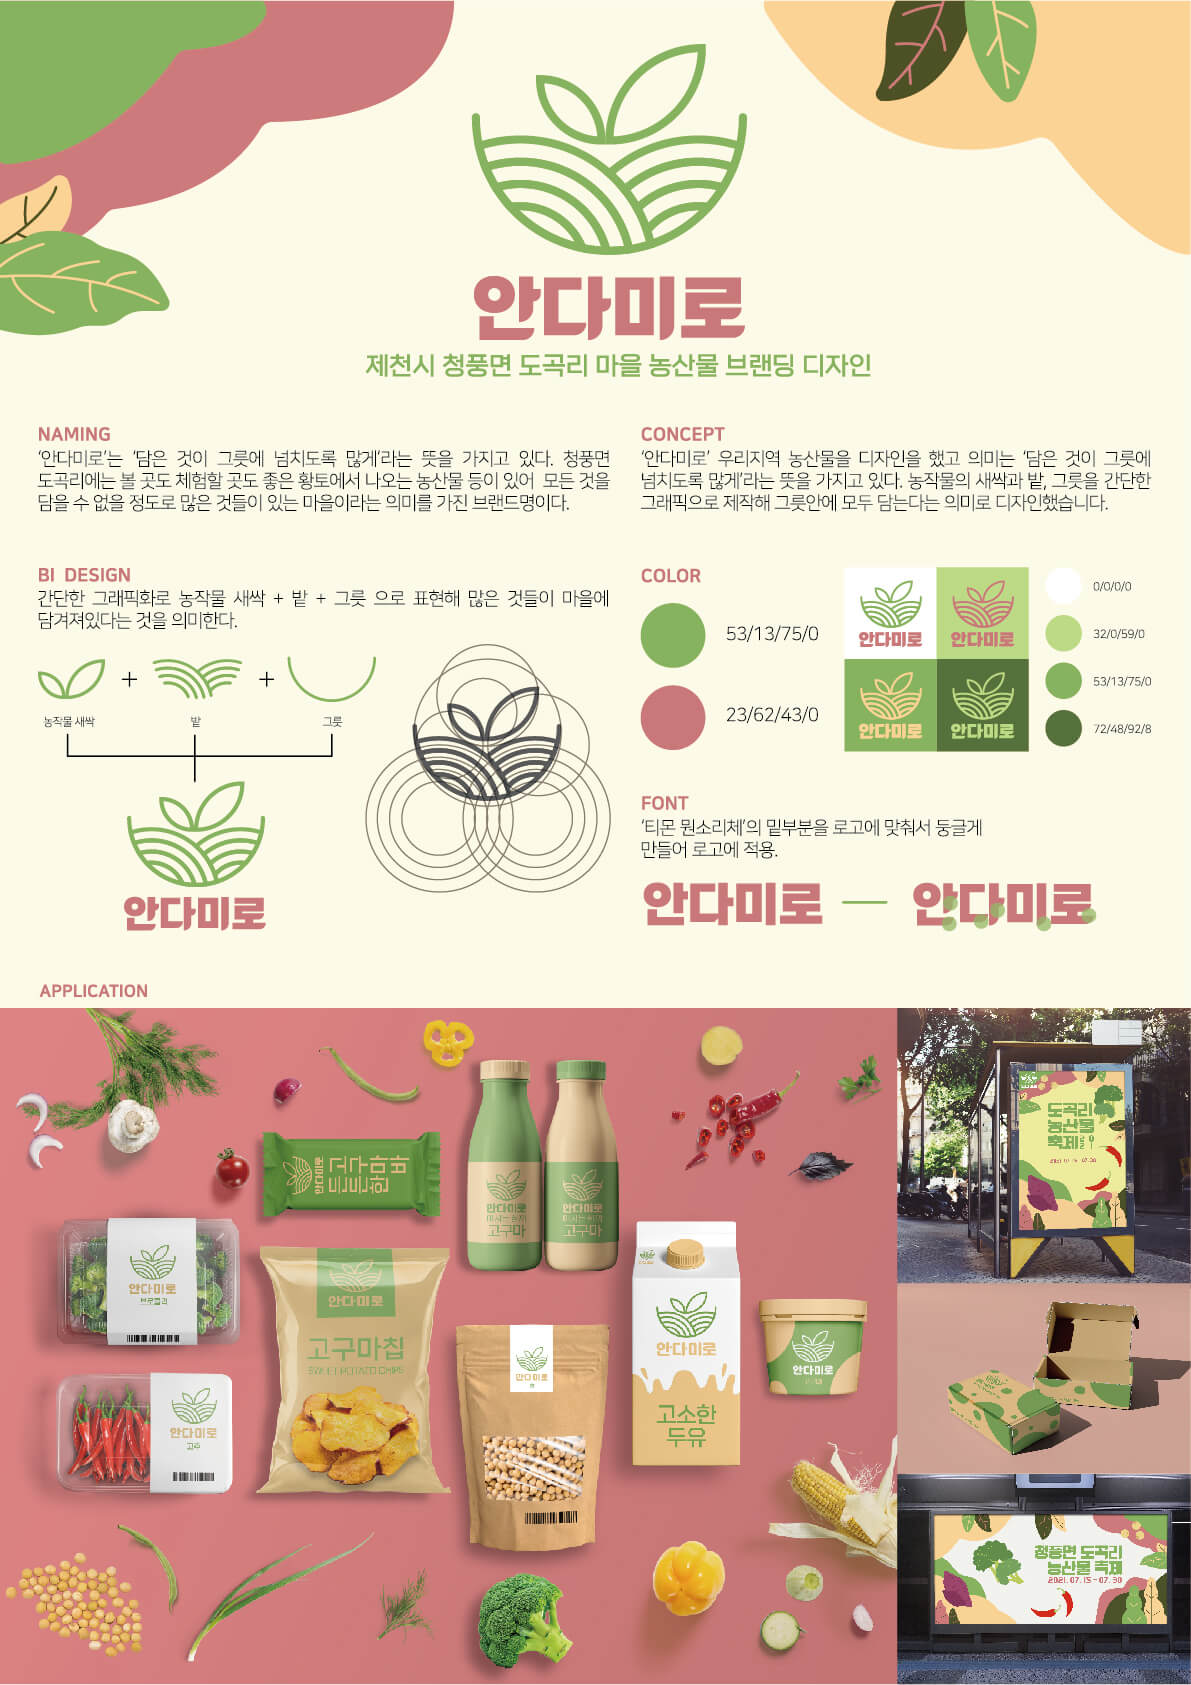 안다미로
제천시 청풍면 도곡리 마을 농산물 브랜딩 디자인
NAMING
‘안다미로’는 ‘담은 것이 그릇에 넘치도록 많게’라는 뜻을 가지고 있다. 청풍면
도곡리에는 볼 곳도 체험할 곳도 좋은 황토에서 나오는 농산물 등이 있어 모든 것을
담을 수 없을 정도로 많은 것들이 있는 마을이라는 의미를 가진 브랜드명이다.
CONCEPT
‘안다미로’ 우리지역 농산물을 디자인을 했고 의미는 ‘담은 것이 그릇에
넘치도록 많게’라는 뜻을 가지고 있다. 농작물의 새싹과 밭, 그릇을 간단한
그래픽으로 제작해 그릇안에 모두 담는다는 의미로 디자인했습니다.
BI DESIGN
간단한 그래픽화로 농작물 새싹 + 밭 + 그릇 으로 표현해 많은 것들이 마을에
담겨져있다는 것을 의미한다.
+ +
농작물 새싹 밭 그릇
안다미로
COLOR
53/13/75/0
23/62/43/0
안다미로 안다미로
안다미로 안다미로
0/0/0/0
32/0/59/0
53/13/75/0
72/48/92/8
FONT
‘티몬 몬소리체’의 밑부분을 로고에 맞춰서 둥글게
만들어 로고에 적용.
안다미로 — 안다미로
APPLICATION
안다미로
든든한바
안다미로
마시는
고구마
안다미로
마시는
고구마
안다미로
브로콜리
안다미로
고추
안다미로
고구마칩
SWEET POTATO CHIPS
안다미로
콩
안다미로
고소한
두유
안다미로
도곡리
농산물
축제
2021. 07. 15 - 07. 30
청풍면 도곡리
농산물 축제
2021. 07. 15 - 07. 30